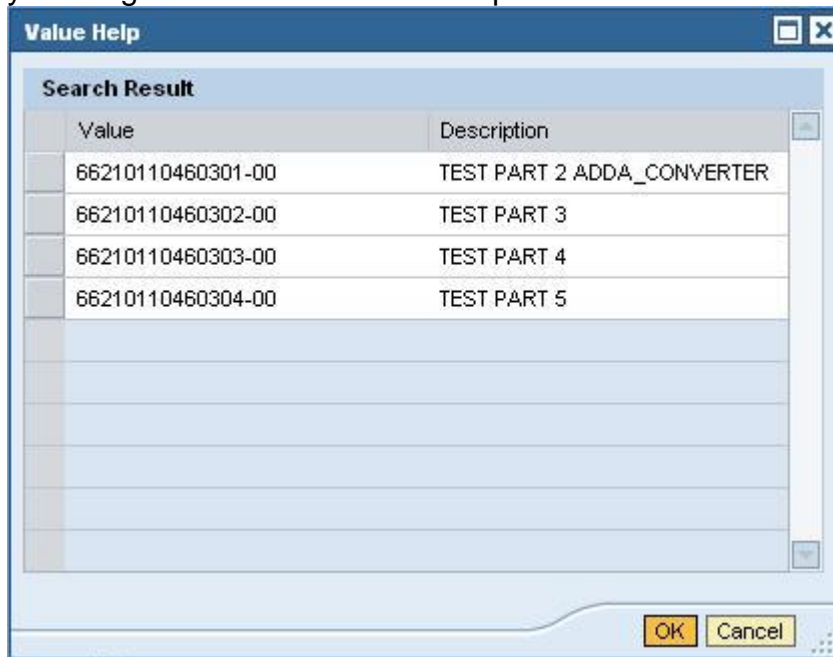 Value Help
Search Result
Value Description
66210110460301-00 TEST PART 2 ADDA_CONVERTER
66210110460302-00 TEST PART 3
66210110460303-00 TEST PART 4
66210110460304-00 TEST PART 5
OK Cancel